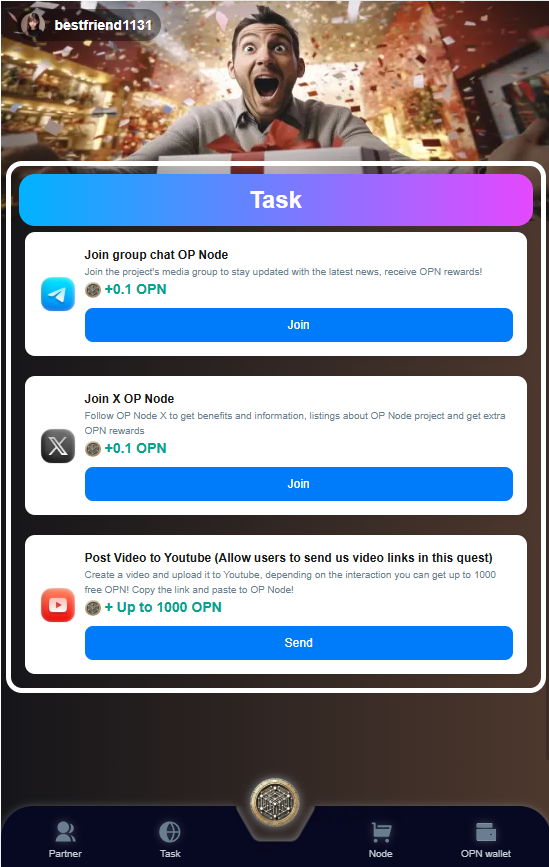 bestfriend1131
Task
Join group chat OP Node
Join the project's media group to stay updated with the latest news, receive OPN rewards!
+0.1 OPN
Join
Join X OP Node
Follow OP Node X to get benefits and information, listings about OP Node project and get extra
OPN rewards
+0.1 OPN
Join
Post Video to Youtube (Allow users to send us video links in this quest)
Create a video and upload it to Youtube, depending on the interaction you can get up to 1000
free OPN! Copy the link and paste to OP Node!
+ Up to 1000 OPN
Send
Partner
Task
Node
OPN wallet